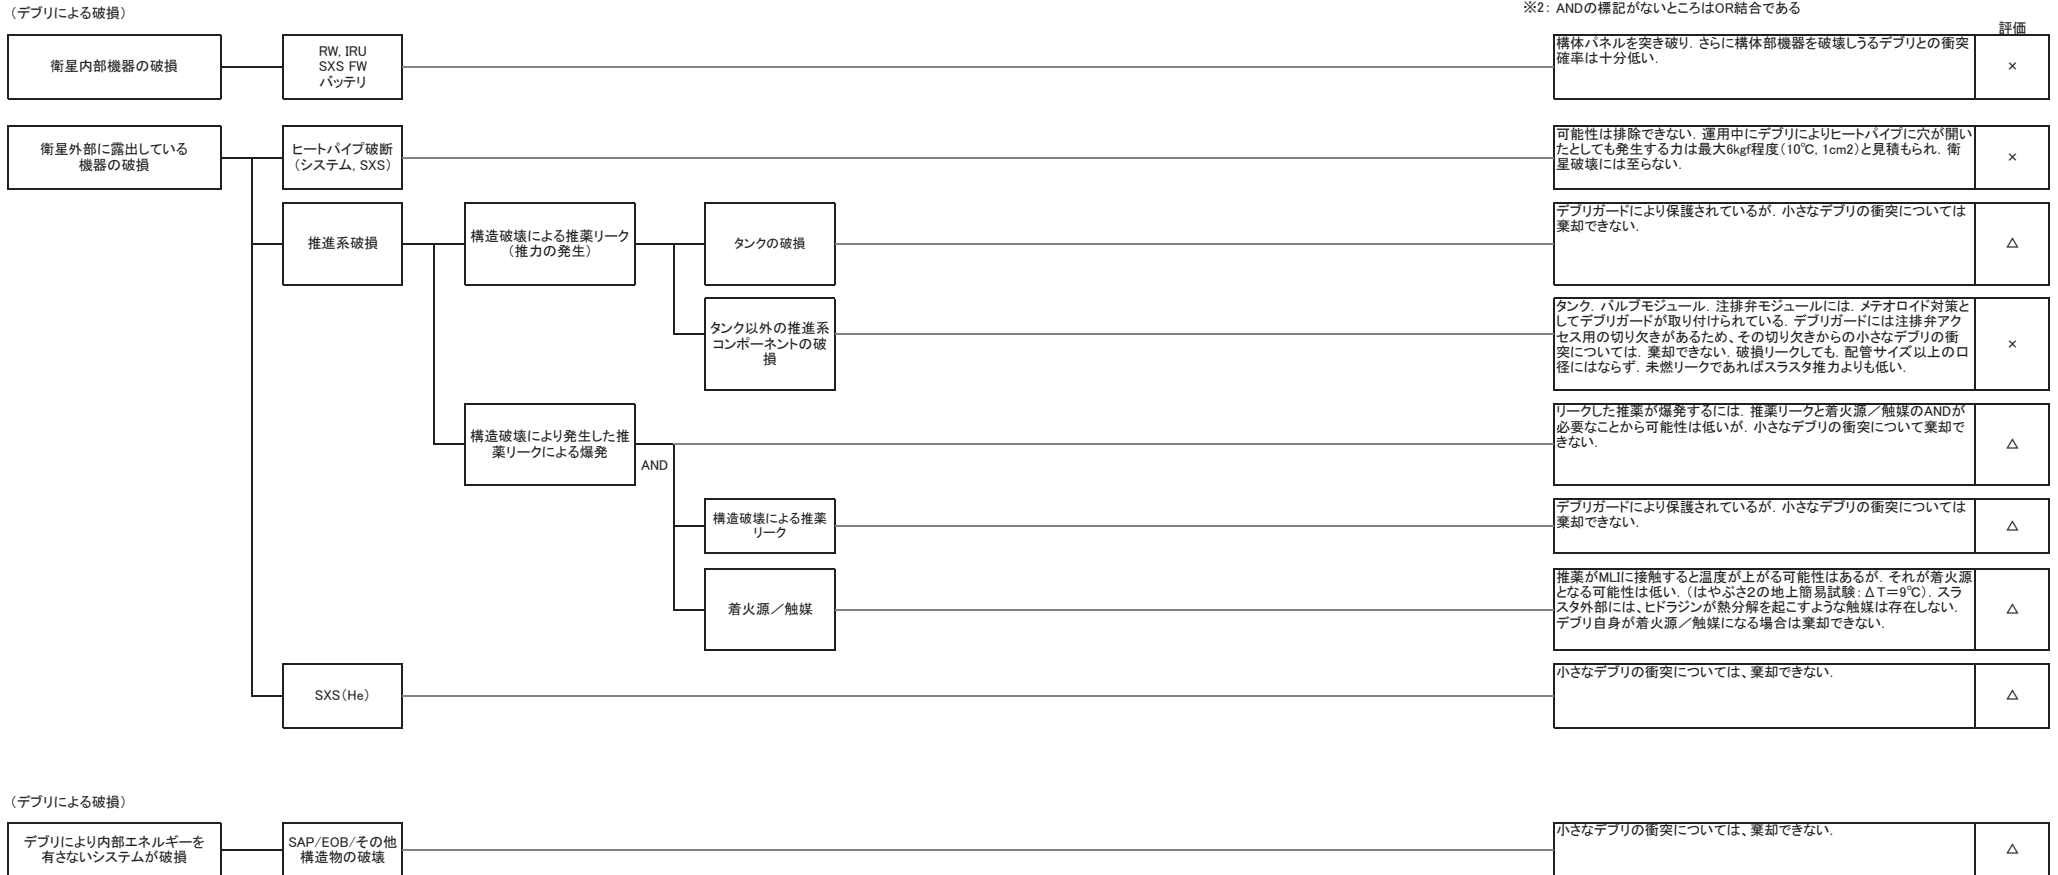 （デブリによる破損）
※2： ANDの標記がないところはOR結合である
評価
衛星内部機器の破損
RW, IRU
SXS FW
バッテリ
構体パネルを突き破り．さらに構体部機器を破壊しうるデブリとの衝突
確率は十分低い．
×
衛星外部に露出している
機器の破損
ヒートパイプ破断
（システム, SXS）
可能性は排除できない．運用中にデブリによりヒートパイプに穴が開い
たとしても発生する力は最大6kgf程度（10℃, 1cm2）と見積もられ．衛
星破壊には至らない．
×
推進系破損
構造破壊による推薬リーク
（推力の発生）
タンクの破損
デブリガードにより保護されているが．小さなデブリの衝突については
棄却できない．
△
タンク以外の推進系
コンポーネントの破
損
タンク．バルブモジュール．注排弁モジュールには．メテオロイド対策と
してデブリガードが取り付けられている．デブリガードには注排弁アク
セス用の切り欠きがあるため、その切り欠きからの小さなデブリの衝
突については．棄却できない．破損リークしても．配管サイズ以上の口
径にはならず．未燃リークであればスラスタ推力よりも低い．
×
構造破壊により発生した推
薬リークによる爆発
AND
リークした推薬が爆発するには．推薬リークと着火源／触媒のANDが
必要なことから可能性は低いが．小さなデブリの衝突について棄却で
きない．
△
構造破壊による推薬
リーク
デブリガードにより保護されているが．小さなデブリの衝突については
棄却できない．
△
着火源／触媒
推薬がMLIに接触すると温度が上がる可能性はあるが．それが着火源
となる可能性は低い．（はやぶさ２の地上簡易試験：ΔT＝9℃）．スラ
スタ外部には、ヒドラジンが熱分解を起こすような触媒は存在しない．
デブリ自身が着火源／触媒になる場合は棄却できない．
△
SXS（He）
小さなデブリの衝突については、棄却できない．
△
（デブリによる破損）
デブリにより内部エネルギーを
有さないシステムが破損
SAP/EOB/その他
構造物の破壊
小さなデブリの衝突については、棄却できない．
△